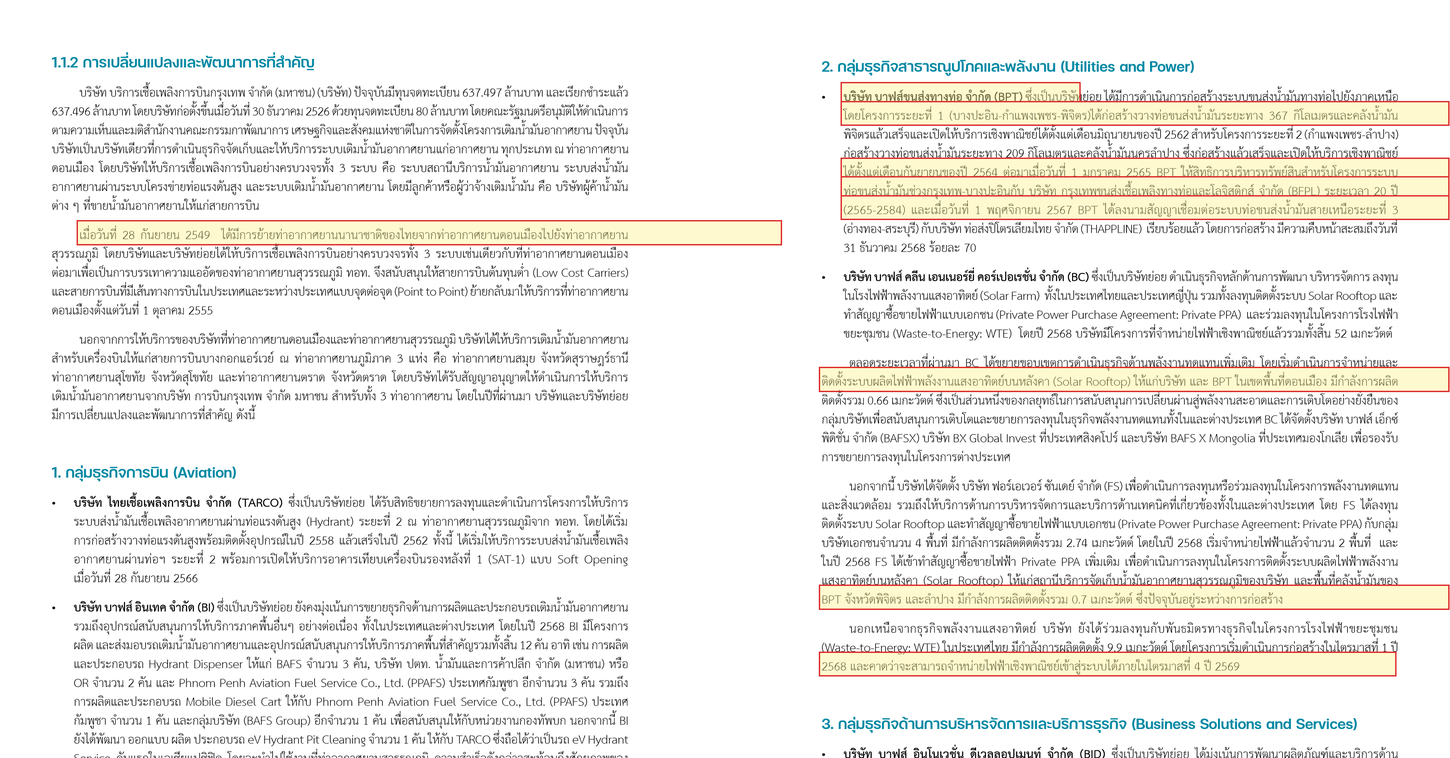 1.1.2 การเปลี่ยนแปลงและพัฒนาการที่สำคัญ
บริษัท บริการเชื้อเพลิงการบินกรุงเทพ จำกัด (มหาชน) (บริษัท) ปัจจุบันมีทุนจดทะเบียน 637.497 ล้านบาท และเรียกชำระแล้ว
637.496 ล้านบาท โดยบริษัทก่อตั้งขึ้นเมื่อวันที่ 30 ธันวาคม 2526 ด้วยทุนจดทะเบียน 80 ล้านบาท โดยคณะรัฐมนตรีอนุมัติให้ดำเนินการ
ตามความเห็นและมติสำนักงานคณะกรรมกาพัฒนาการ เศรษฐกิจและสังคมแห่งชาติในการจัดตั้งโครงการเติมน้ำมันอากาศยาน ปัจจุบัน
บริษัทเป็นบริษัทเดียวที่การดำเนินธุรกิจจัดเก็บและให้บริการระบบเติมน้ำมันอากาศยานแก่อากาศยาน ทุกประเภท ณ ท่าอากาศยาน
ดอนเมือง โดยบริษัทให้บริการเชื้อเพลิงการบินอย่างครบวงจรทั้ง 3 ระบบ คือ ระบบสถานีบริการน้ำมันอากาศยาน ระบบส่งน้ำมัน
อากาศยานผ่านระบบโครงข่ายท่อแรงดันสูง และระบบเติมน้ำมันอากาศยาน โดยมีลูกค้าหรือผู้ว่าจ้างเติมน้ำมัน คือ บริษัทผู้ค้าน้ำมัน
ต่าง ๆ ที่ขายน้ำมันอากาศยานให้แก่สายการบิน
เมื่อวันที่ 28 กันยายน 2549 ได้มีการย้ายท่าอากาศยานนานาชาติของไทยจากท่าอากาศยานดอนเมืองไปยังท่าอากาศยาน
สุวรรณภูมิ โดยบริษัทและบริษัทย่อยได้ให้บริการเชื้อเพลิงการบินอย่างครบวงจรทั้ง 3 ระบบเช่นเดียวกับที่ท่าอากาศยานดอนเมือง
ต่อมาเพื่อเป็นการบรรเทาความแออัดของท่าอากาศยานสุวรรณภูมิ ทอท. จึงสนับสนุนให้สายการบินต้นทุนต่ำ (Low Cost Carriers)
และสายการบินที่มีเส้นทางการบินในประเทศและระหว่างประเทศแบบจุดต่อจุด (Point to Point) ย้ายกลับมาให้บริการที่ท่าอากาศยาน
ดอนเมืองตั้งแต่วันที่ 1 ตุลาคม 2555
นอกจากการให้บริการของบริษัทที่ท่าอากาศยานดอนเมืองและท่าอากาศยานสุวรรณภูมิ บริษัทได้ให้บริการเติมน้ำมันอากาศยาน
สำหรับเครื่องบินให้แก่สายการบินบางกอกแอร์เวย์ ณ ท่าอากาศยานภูมิภาค 3 แห่ง คือ ท่าอากาศยานสมุย จังหวัดสุราษฎร์ธานี
ท่าอากาศยานสุโขทัย จังหวัดสุโขทัย และท่าอากาศยานตราด จังหวัดตราด โดยบริษัทได้รับสัญญาอนุญาตให้ดำเนินการให้บริการ
เติมน้ำมันอากาศยานจากบริษัท การบินกรุงเทพ จำกัด มหาชน สำหรับทั้ง 3 ท่าอากาศยาน โดยในปีที่ผ่านมา บริษัทและบริษัทย่อย
มีการเปลี่ยนแปลงและพัฒนาการที่สำคัญ ดังนี้
1. กลุ่มธุรกิจการบิน (Aviation)
• บริษัท ไทยเชื้อเพลิงการบิน จำกัด (TARCO) ซึ่งเป็นบริษัทย่อย ได้รับสิทธิขยายการลงทุนและดำเนินการโครงการให้บริการ
ระบบส่งน้ำมันเชื้อเพลิงอากาศยานผ่านท่อแรงดันสูง (Hydrant) ระยะที่ 2 ณ ท่าอากาศยานสุวรรณภูมิจาก ทอท. โดยได้เริ่ม
การก่อสร้างวางท่อแรงดันสูงพร้อมติดตั้งอุปกรณ์ในปี 2558 แล้วเสร็จในปี 2562 ทั้งนี้ ได้เริ่มให้บริการระบบส่งน้ำมันเชื้อเพลิง
อากาศยานผ่านท่อฯ ระยะที่ 2 พร้อมการเปิดให้บริการอาคารเทียบเครื่องบินรองหลังที่ 1 (SAT-1) แบบ Soft Opening
เมื่อวันที่ 28 กันยายน 2566
• บริษัท บาฟส์ อินเทค จำกัด (BI) ซึ่งเป็นบริษัทย่อย ยังคงมุ่งเน้นการขยายธุรกิจด้านการผลิตและประกอบรถเติมน้ำมันอากาศยาน
รวมถึงอุปกรณ์สนับสนุนการให้บริการภาคพื้นอื่นๆ อย่างต่อเนื่อง ทั้งในประเทศและต่างประเทศ โดยในปี 2568 BI มีโครงการ
ผลิต และส่งมอบรถเติมน้ำมันอากาศยานและอุปกรณ์สนับสนุนการให้บริการภาคพื้นที่สำคัญรวมทั้งสิ้น 12 คัน อาทิ เช่น การผลิต
และประกอบรถ Hydrant Dispenser ให้แก่ BAFS จำนวน 3 คัน, บริษัท ปตท. น้ำมันและการค้าปลีก จำกัด (มหาชน) หรือ
OR จำนวน 2 คัน และ Phnom Penh Aviation Fuel Service Co., Ltd. (PPAFS) ประเทศกัมพูชา อีกจำนวน 3 คัน รวมถึง
การผลิตและประกอบรถ Mobile Diesel Cart ให้กับ Phnom Penh Aviation Fuel Service Co., Ltd. (PPAFS) ประเทศ
กัมพูชา จำนวน 1 คัน และกลุ่มบริษัท (BAFS Group) อีกจำนวน 1 คัน เพื่อสนับสนุนให้กับหน่วยงานกองทัพบก นอกจากนี้ BI
ยังได้พัฒนา ออกแบบ ผลิต ประกอบรถ eV Hydrant Pit Cleaning จำนวน 1 คัน ให้กับ TARCO ซึ่งถือได้ว่าเป็นรถ eV Hydrant
2. กลุ่มธุรกิจสาธารณูปโภคและพลังงาน (Utilities and Power)
• บริษัท บาฟส์ขนส่งทางท่อ จำกัด (BPT) ซึ่งเป็นบริษัทย่อย ได้มีการดำเนินการก่อสร้างระบบขนส่งน้ำมันทางท่อไปยังภาคเหนือ
โดยโครงการระยะที่ 1 (บางปะอิน-กำแพงเพชร-พิจิตร)ได้ก่อสร้างวางท่อขนส่งน้ำมันระยะทาง 367 กิโลเมตรและคลังน้ำมัน
พิจิตรแล้วเสร็จและเปิดให้บริการเชิงพาณิชย์ได้ตั้งแต่เดือนมิถุนายนของปี 2562 สำหรับโครงการระยะที่ 2 (กำแพงเพชร-ลำปาง)
ก่อสร้างวางท่อขนส่งน้ำมันระยะทาง 209 กิโลเมตรและคลังน้ำมันนครลำปาง ซึ่งก่อสร้างแล้วเสร็จและเปิดให้บริการเชิงพาณิชย์
ได้ตั้งแต่เดือนกันยายนของปี 2564 ต่อมาเมื่อวันที่ 1 มกราคม 2565 BPT ให้สิทธิการบริหารทรัพย์สินสำหรับโครงการระบบ
ท่อขนส่งน้ำมันช่วงกรุงเทพ-บางปะอินกับ บริษัท กรุงเทพขนส่งเชื้อเพลิงทางท่อและโลจิสติกส์ จำกัด (BFPL) ระยะเวลา 20 ปี
(2565-2584) และเมื่อวันที่ 1 พฤศจิกายน 2567 BPT ได้ลงนามสัญญาเชื่อมต่อระบบท่อขนส่งน้ำมันสายเหนือระยะที่ 3
(อ่างทอง-สระบุรี) กับบริษัท ท่อส่งปิโตรเลียมไทย จำกัด (THAPPLINE) เรียบร้อยแล้ว โดยการก่อสร้าง มีความคืบหน้าสะสมถึงวันที่
31 ธันวาคม 2568 ร้อยละ 70
• บริษัท บาฟส์ คลีน เอนเนอร์ยี่ คอร์ปอเรชั่น จำกัด (BC) ซึ่งเป็นบริษัทย่อย ดำเนินธุรกิจหลักด้านการพัฒนา บริหารจัดการ ลงทุน
ในโรงไฟฟ้าพลังงานแสงอาทิตย์ (Solar Farm) ทั้งในประเทศไทยและประเทศญี่ปุ่น รวมทั้งลงทุนติดตั้งระบบ Solar Rooftop และ
ทำสัญญาซื้อขายไฟฟ้าแบบเอกชน (Private Power Purchase Agreement: Private PPA) และร่วมลงทุนในโครงการโรงไฟฟ้า
ขยะชุมชน (Waste-to-Energy: WTE) โดยปี 2568 บริษัทมีโครงการที่จำหน่ายไฟฟ้าเชิงพาณิชย์แล้วรวมทั้งสิ้น 52 เมกะวัตต์
ตลอดระยะเวลาที่ผ่านมา BC ได้ขยายขอบเขตการดำเนินธุรกิจด้านพลังงานทดแทนเพิ่มเติม โดยเริ่มดำเนินการจำหน่ายและ
ติดตั้งระบบผลิตไฟฟ้าพลังงานแสงอาทิตย์บนหลังคา (Solar Rooftop) ให้แก่บริษัท และ BPT ในเขตพื้นที่ดอนเมือง มีกำลังการผลิต
ติดตั้งรวม 0.66 เมกะวัตต์ ซึ่งเป็นส่วนหนึ่งของกลยุทธ์ในการสนับสนุนการเปลี่ยนผ่านสู่พลังงานสะอาดและการเติบโตอย่างยั่งยืนของ
กลุ่มบริษัทเพื่อสนับสนุนการเติบโตและขยายการลงทุนในธุรกิจพลังงานทดแทนทั้งในและต่างประเทศ BC ได้จัดตั้งบริษัท บาฟส์ เอ็กซ์
พิดิชั่น จำกัด (BAFSX) บริษัท BX Global Invest ที่ประเทศสิงคโปร์ และบริษัท BAFS X Mongolia ที่ประเทศมองโกเลีย เพื่อรองรับ
การขยายการลงทุนในโครงการต่างประเทศ
นอกจากนี้ บริษัทได้จัดตั้ง บริษัท ฟอร์เอเวอร์ ซันเดย์ จำกัด (FS) เพื่อดำเนินการลงทุนหรือร่วมลงทุนในโครงการพลังงานทดแทน
และสิ่งแวดล้อม รวมถึงให้บริการด้านการบริหารจัดการและบริการด้านเทคนิคที่เกี่ยวข้องทั้งในและต่างประเทศ โดย FS ได้ลงทุน
ติดตั้งระบบ Solar Rooftop และทำสัญญาซื้อขายไฟฟ้าแบบเอกชน (Private Power Purchase Agreement: Private PPA) กับกลุ่ม
บริษัทเอกชนจำนวน 4 พื้นที่ มีกำลังการผลิตติดตั้งรวม 2.74 เมกะวัตต์ โดยในปี 2568 เริ่มจำหน่ายไฟฟ้าแล้วจำนวน 2 พื้นที่ และ
ในปี 2568 FS ได้เข้าทำสัญญาซื้อขายไฟฟ้า Private PPA เพิ่มเติม เพื่อดำเนินการลงทุนในโครงการติดตั้งระบบผลิตไฟฟ้าพลังงาน
แสงอาทิตย์บนหลังคา (Solar Rooftop) ให้แก่สถานีบริการจัดเก็บน้ำมันอากาศยานสุวรรณภูมิของบริษัท และพื้นที่คลังน้ำมันของ
BPT จังหวัดพิจิตร และลำปาง มีกำลังการผลิตติดตั้งรวม 0.7 เมกะวัตต์ ซึ่งปัจจุบันอยู่ระหว่างการก่อสร้าง
นอกเหนือจากธุรกิจพลังงานแสงอาทิตย์ บริษัท ยังได้ร่วมลงทุนกับพันธมิตรทางธุรกิจในโครงการโรงไฟฟ้าขยะชุมชน
(Waste-to-Energy: WTE) ในประเทศไทย มีกำลังการผลิตติดตั้ง 9.9 เมกะวัตต์ โดยโครงการเริ่มดำเนินการก่อสร้างในไตรมาสที่ 1 ปี
2568 และคาดว่าจะสามารถจำหน่ายไฟฟ้าเชิงพาณิชย์เข้าสู่ระบบได้ภายในไตรมาสที่ 4 ปี 2569
3. กลุ่มธุรกิจด้านการบริหารจัดการและบริการธุรกิจ (Business Solutions and Services)
• บริษัท บาฟส์ อินโนเวชั่น ดีเวลลอปเมนท์ จำกัด (BID) ซึ่งเป็นบริษัทย่อย ได้มุ่งเน้นการพัฒนาผลิตภัณฑ์และบริการด้าน